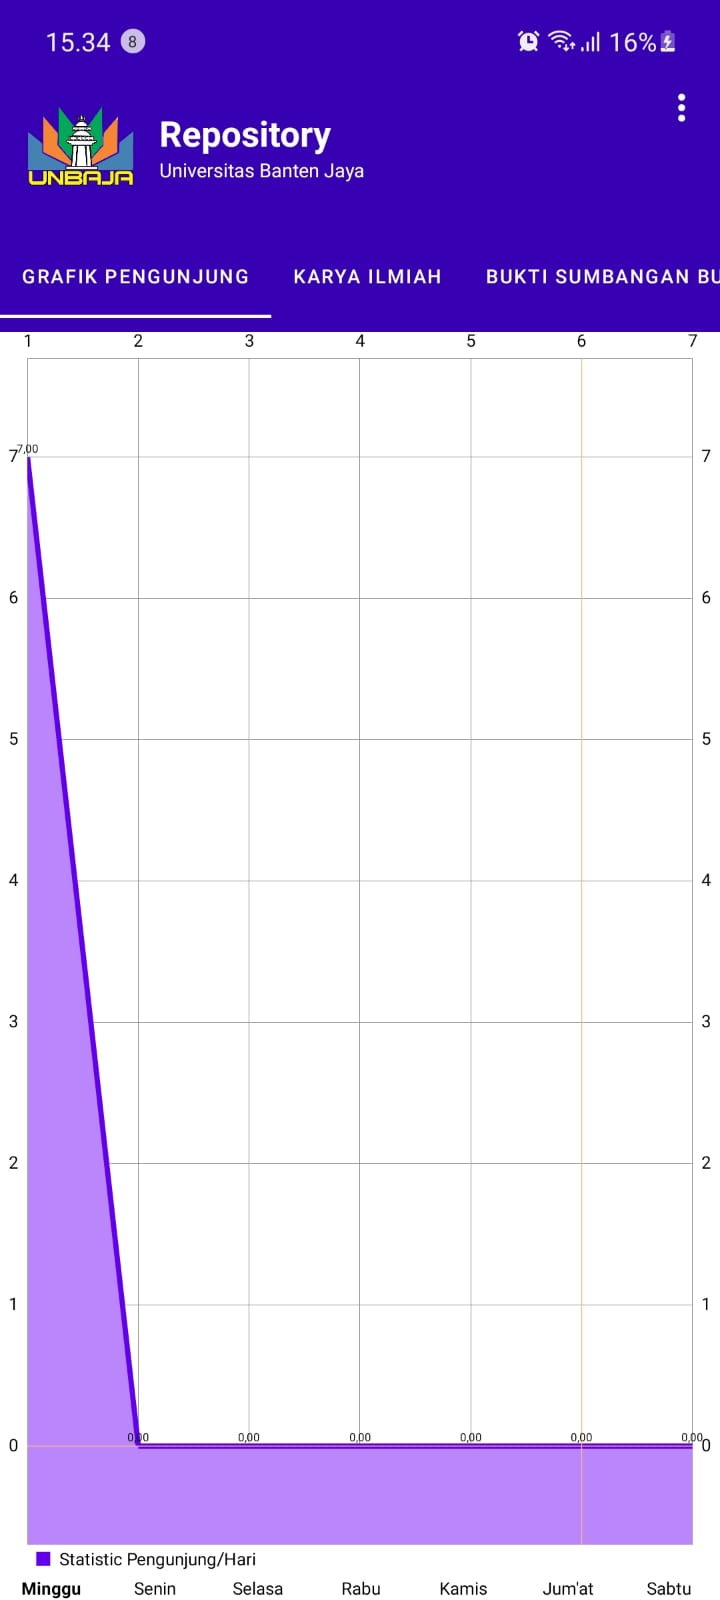 15.34 8 16%
UNBAJA
Repository
Universitas Banten Jaya
GRAFIK PENGUNJUNG KARYA ILMIAH BUKTI SUMBANGAN BU
1 2 3 4 5 6 7
7 7,00 7
6 6
5 5
4 4
3 3
2 2
1 1
0 0,00 0,00 0,00 0,00 0,00 0,00 0
Statistic Pengunjung/Hari
Minggu Senin Selasa Rabu Kamis Jum'at Sabtu